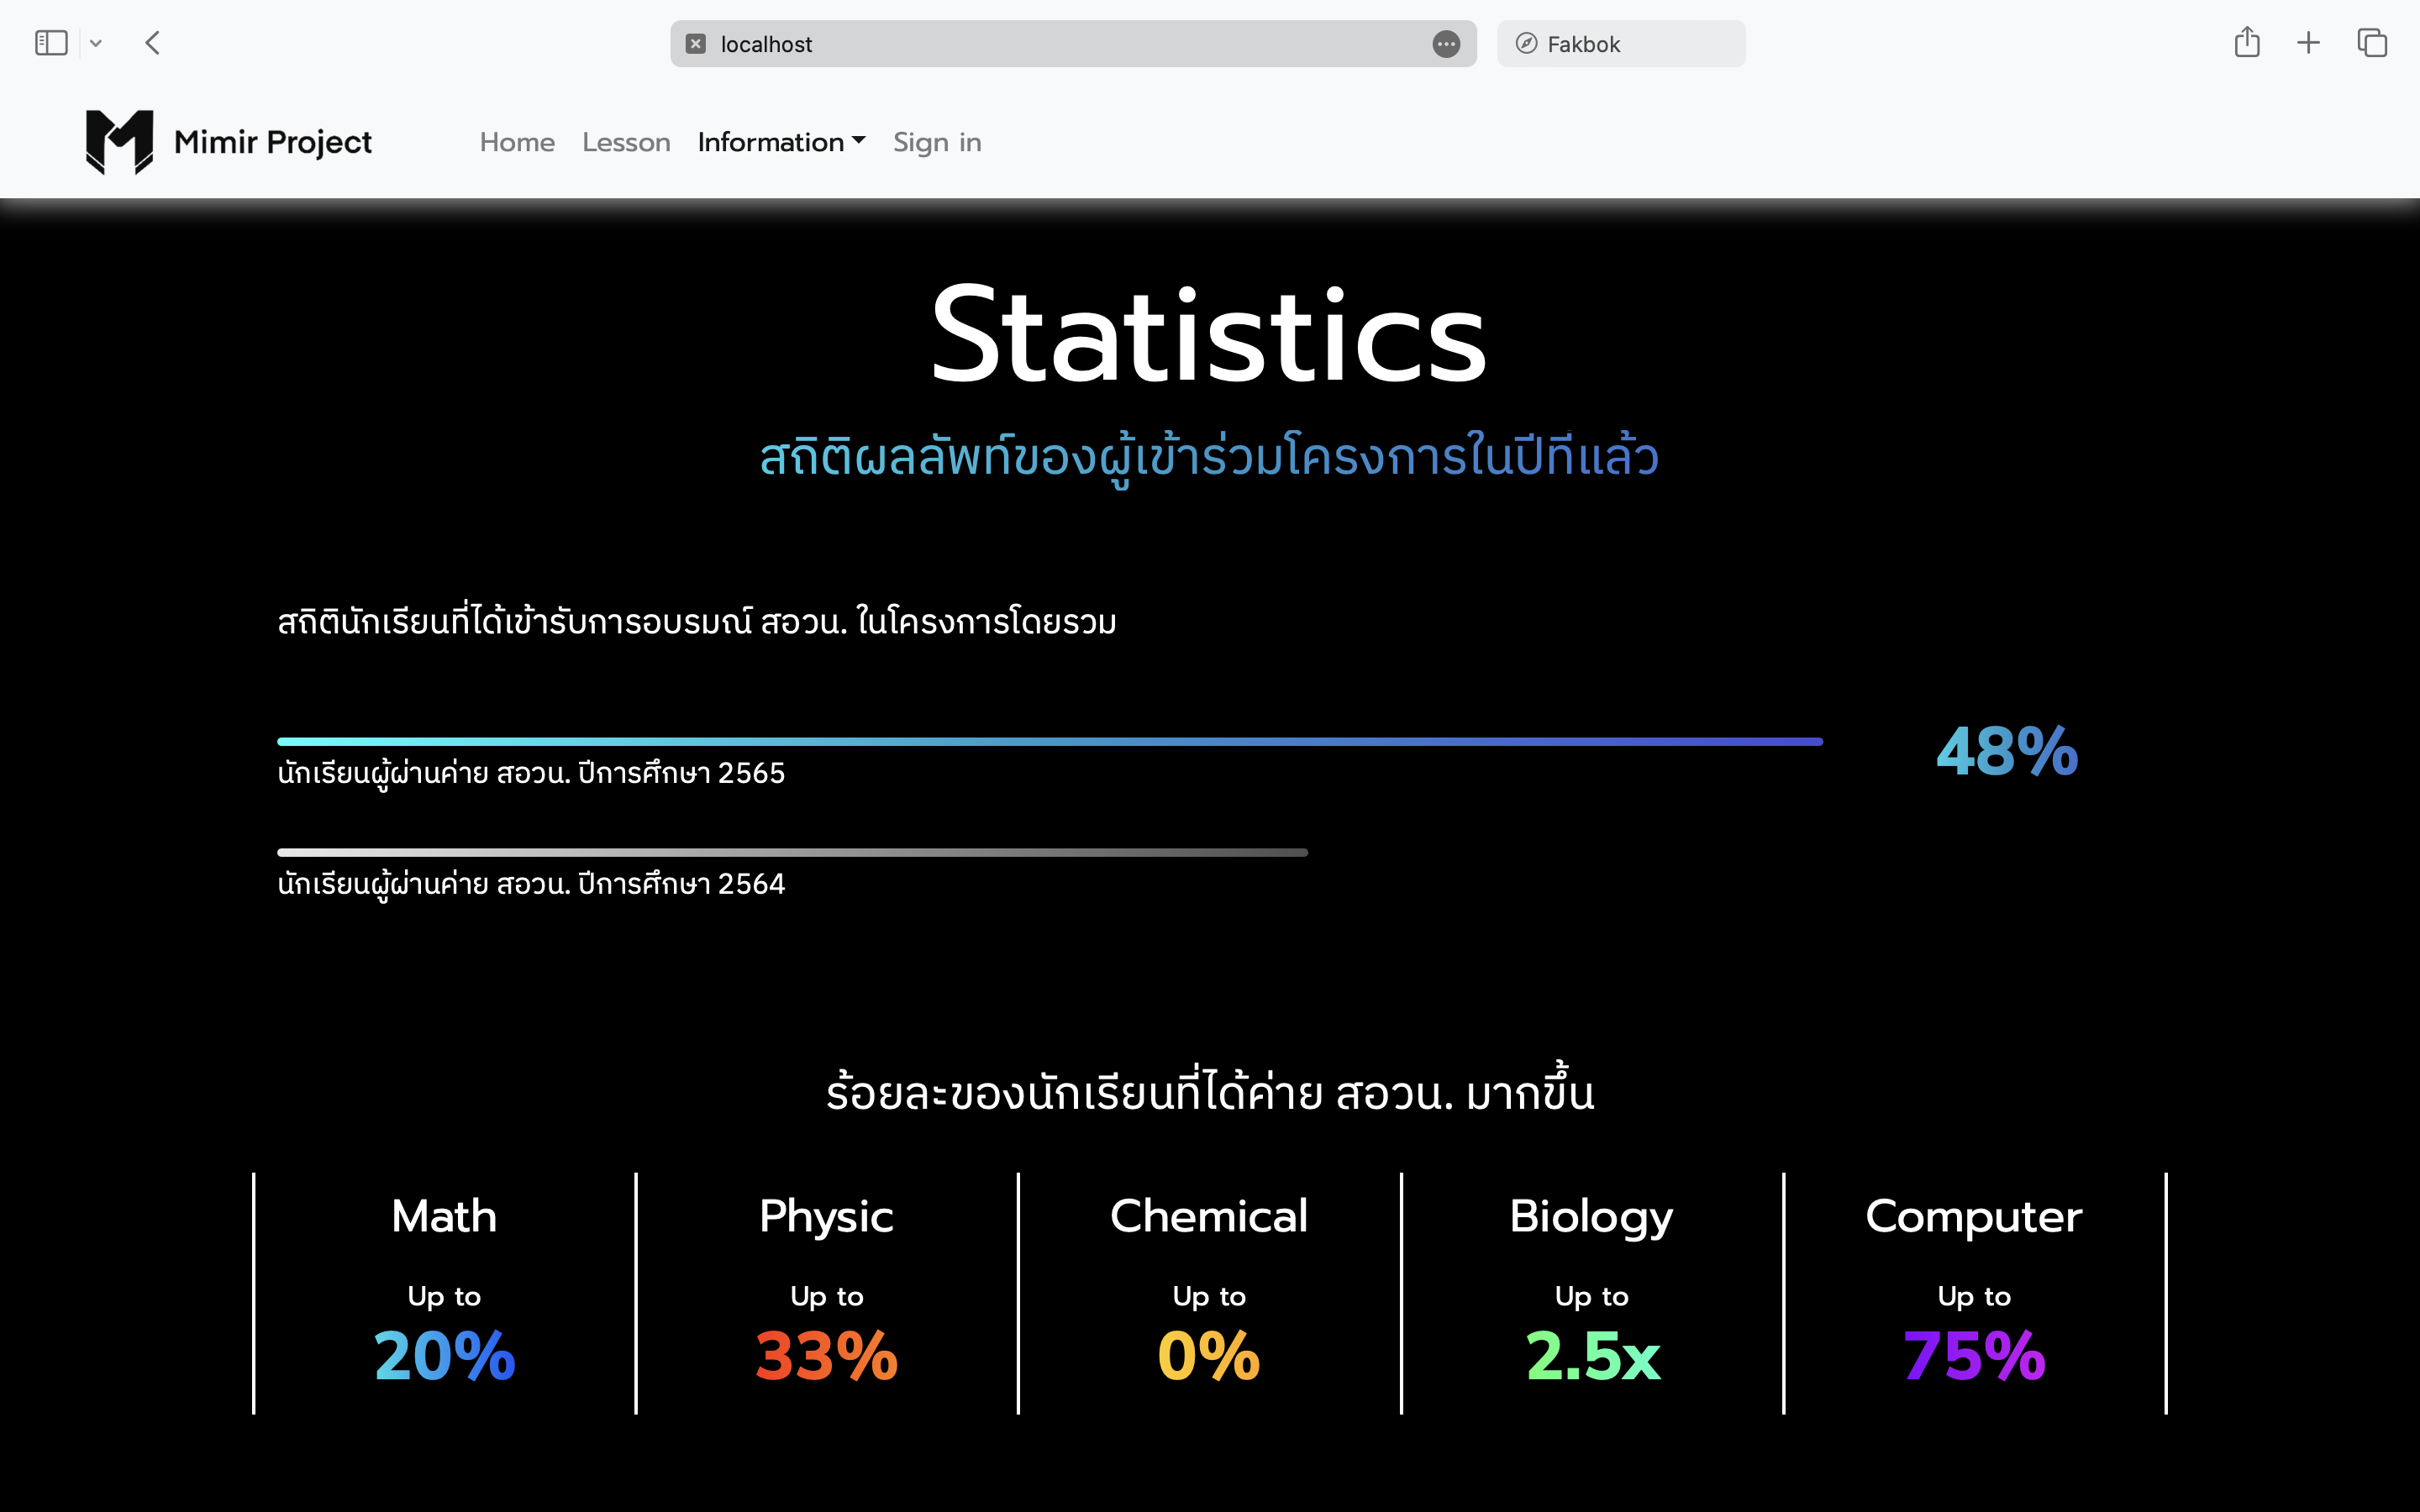 localhost
Fakbok
Mimir Project
Home Lesson Information Sign in
Statistics
สถิติผลลัพท์ของผู้เข้าร่วมโครงการในปีที่แล้ว
สถิตินักเรียนที่ได้เข้ารับการอบรมณ์ สอวน. ในโครงการโดยรวม
48%
นักเรียนผู้ผ่านค่าย สอวน. ปีการศึกษา 2565
นักเรียนผู้ผ่านค่าย สอวน. ปีการศึกษา 2564
ร้อยละของนักเรียนที่ได้ค่าย สอวน. มากขึ้น
Math
Up to
20%
Physic
Up to
33%
Chemical
Up to
0%
Biology
Up to
2.5x
Computer
Up to
75%